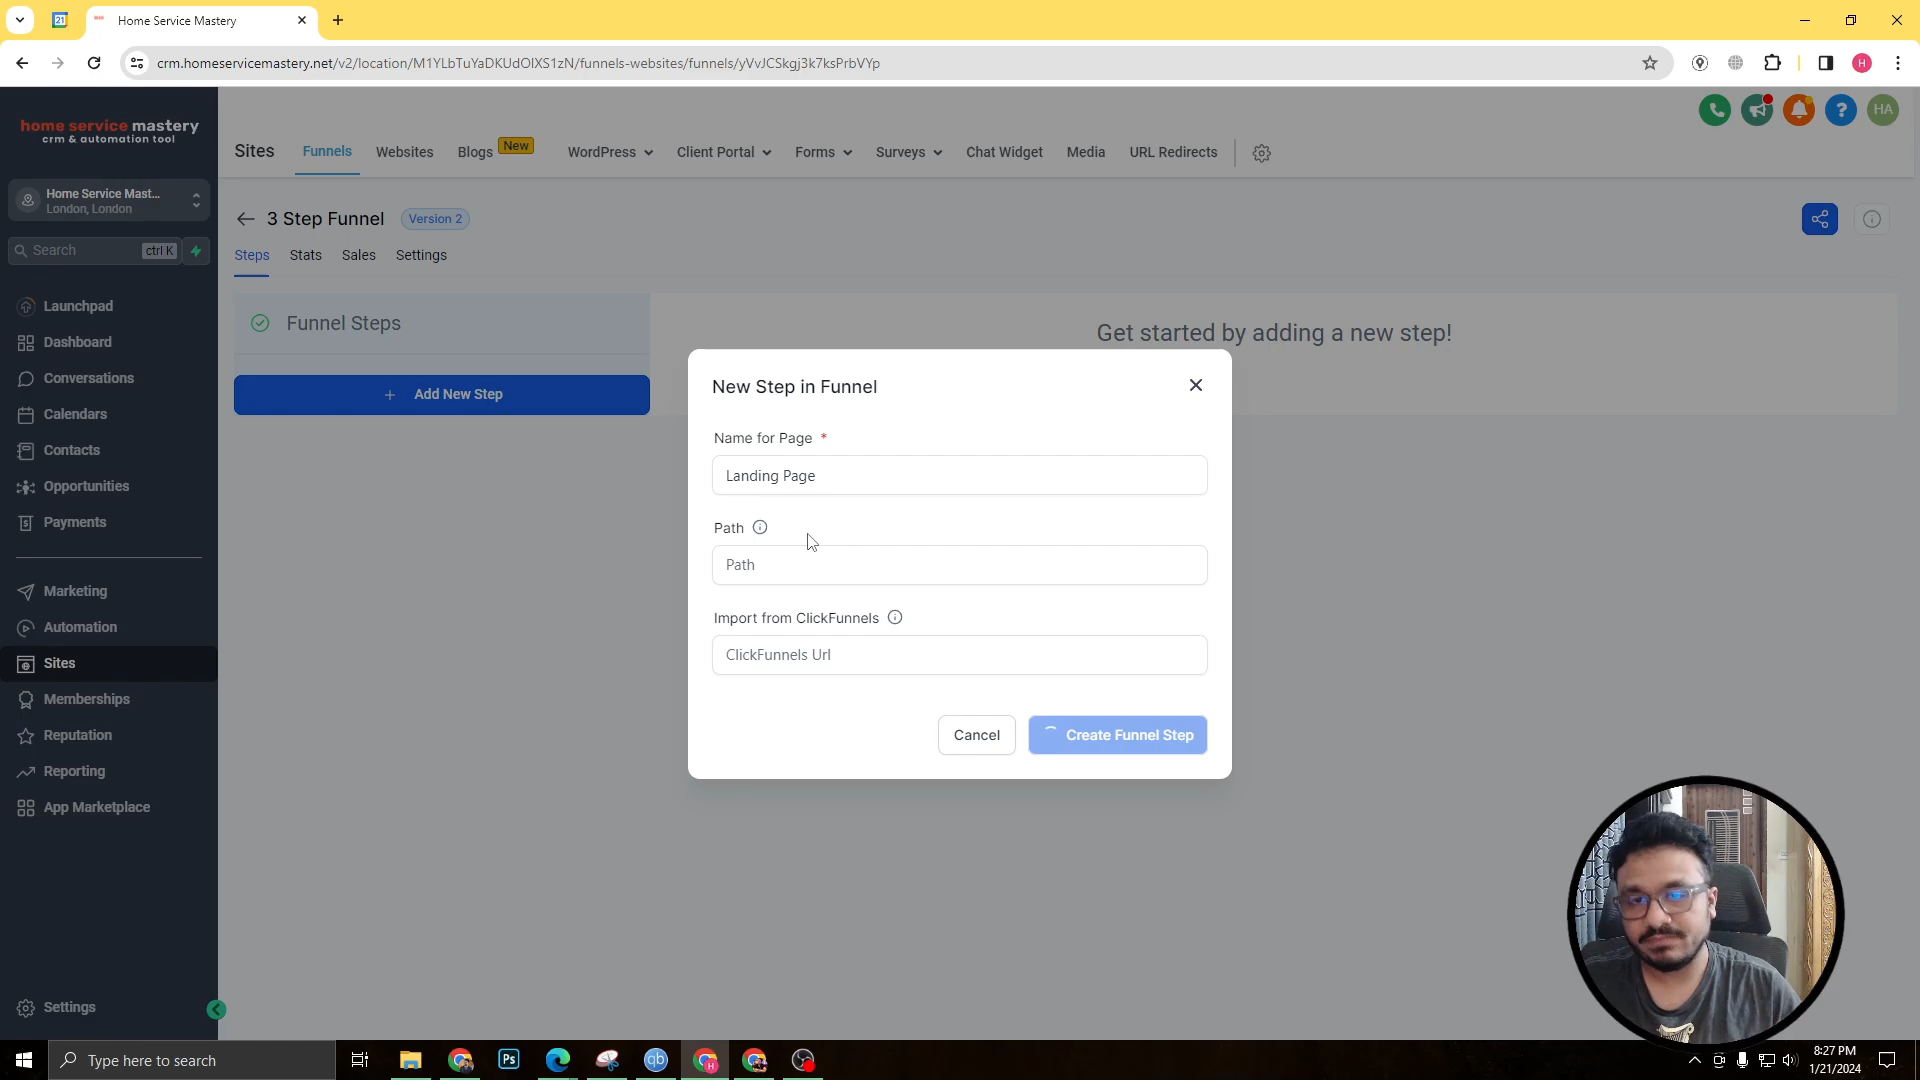 21
Home Service Mastery
crm.homeservicemastery.net/v2/location/M1YLbTuYaDKUdOlXS1zN/funnels-websites/funnels/yVvJCSkgj3k7ksPrbVYp
H
home service mastery
crm & automation tool
Home Service Mast...
London, London
Search
ctrl K
Launchpad
Dashboard
Conversations
Calendars
Contacts
Opportunities
Payments
Marketing
Automation
Sites
Memberships
Reputation
Reporting
App Marketplace
Settings
HA
Sites
Funnels
Websites
Blogs
New
WordPress
Client Portal
Forms
Surveys
Chat Widget
Media
URL Redirects
3 Step Funnel
Version 2
Steps
Stats
Sales
Settings
Funnel Steps
+ Add New Step
Get started by adding a new step!
New Step in Funnel
Name for Page *
Landing Page
Path
Path
Import from ClickFunnels
ClickFunnels Url
Cancel
Create Funnel Step
Type here to search
Ps
qb
H
8:27 PM
1/21/2024